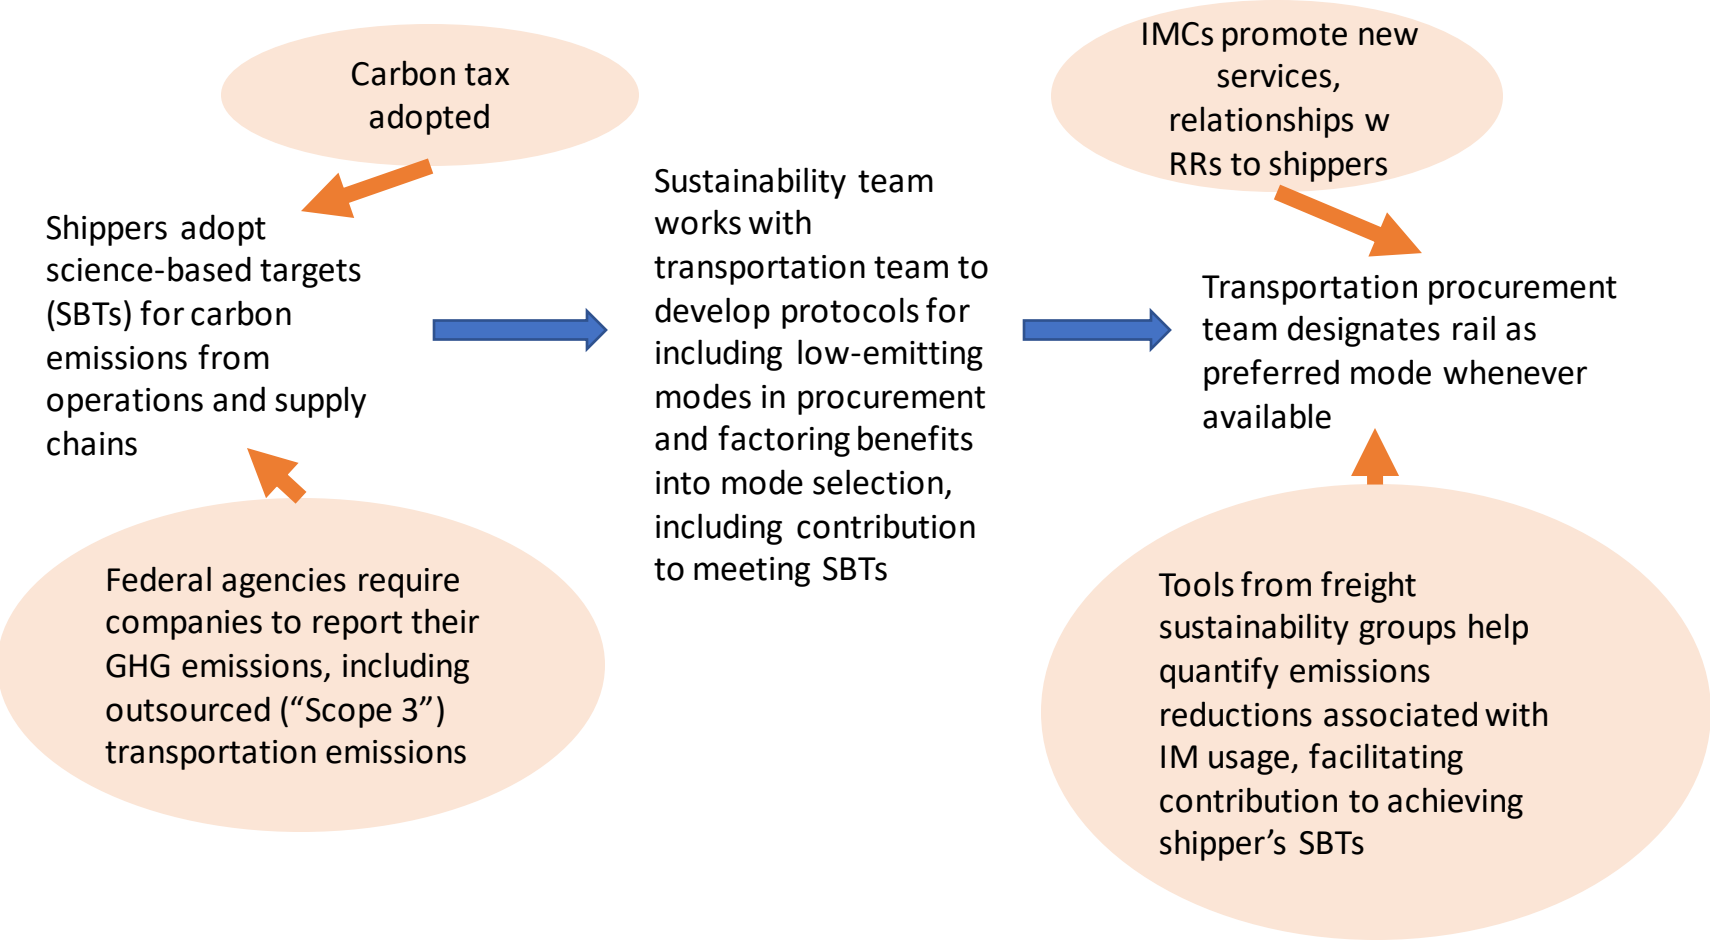 Carbon tax
adopted
IMCs promote new
services,
relationships w
RRs to shippers
Shippers adopt
science-based targets
(SBTs) for carbon
emissions from
operations and supply
chains
Sustainability team
works with
transportation team to
develop protocols for
including low-emitting
modes in procurement
and factoring benefits
into mode selection,
including contribution
to meeting SBTs
Transportation procurement
team designates rail as
preferred mode whenever
available
Federal agencies require
companies to report their
GHG emissions, including
outsourced (“Scope 3”)
transportation emissions
Tools from freight
sustainability groups help
quantify emissions
reductions associated with
IM usage, facilitating
contribution to achieving
shipper’s SBTs